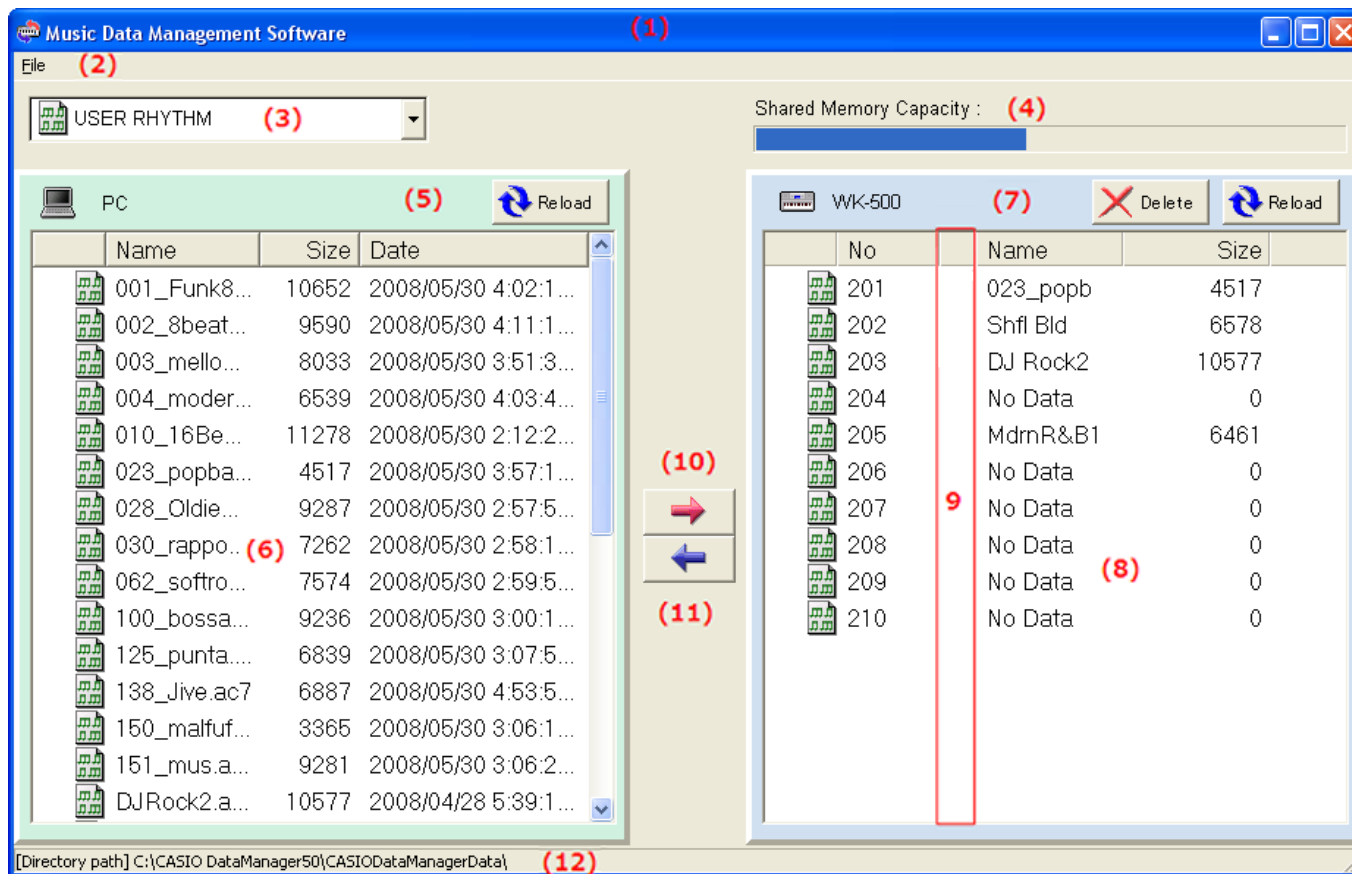 Music Data Management Software (1)
File (2)
USER RHYTHM (3)
Shared Memory Capacity : (4)
PC (5) Reload
WK-500 (7) Delete Reload
Name Size Date
001_Funk8... 10652 2008/05/30 4:02:1...
002_8beat... 9590 2008/05/30 4:11:1...
003_mello... 8033 2008/05/30 3:51:3...
004_moder... 6539 2008/05/30 4:03:4...
010_16Be... 11278 2008/05/30 2:12:2...
023_popba... 4517 2008/05/30 3:57:1...
028_Oldie... 9287 2008/05/30 2:57:5...
030_rappo.. (6) 7262 2008/05/30 2:58:1...
062_softro... 7574 2008/05/30 2:59:5...
100_bossa... 9236 2008/05/30 3:00:1...
125_punta.... 6839 2008/05/30 3:07:5...
138_Jive.ac7 6887 2008/05/30 4:53:5...
150_malfuf... 3365 2008/05/30 3:06:1...
151_mus.a... 9281 2008/05/30 3:06:2...
DJRock2.a... 10577 2008/04/28 5:39:1...
(10)
(11)
No Name Size
201 023_popb 4517
202 Shfl Bld 6578
203 DJ Rock2 10577
204 No Data 0
205 MdrnR&B1 6461
206 No Data 0
207 9 No Data 0
208 No Data 0
209 No Data (8) 0
210 No Data 0
[Directory path] C:\CASIO DataManager50\CASIODataManagerData\ (12)